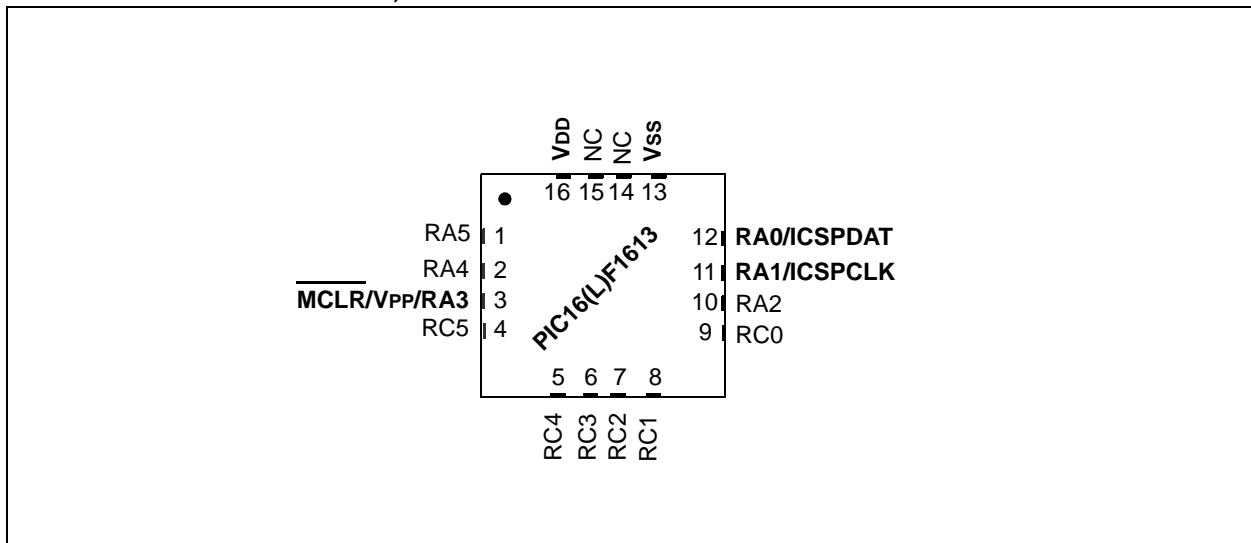 VDD NC NC VSS
16 15 14 13
RA5 1
RA4 2
MCLR/VPP/RA3 3
RC5 4
PIC16(L)F1613
12 RA0/ICSPDAT
11 RA1/ICSPCLK
10 RA2
9 RC0
5 6 7 8
RC4 RC3 RC2 RC1